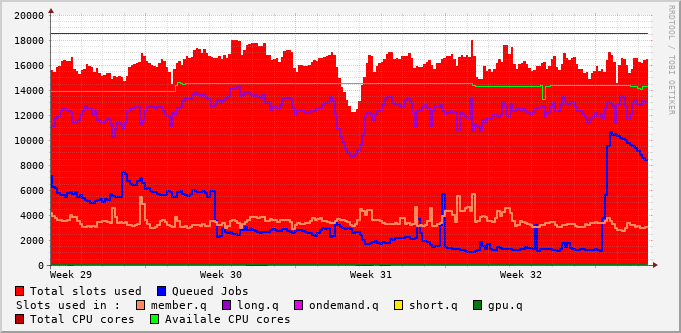 20000
18000
16000
14000
12000
10000
8000
6000
4000
2000
0
Week 29 Week 30 Week 31 Week 32
RRDTOOL / TOBI OETIKER
Total slots used Queued Jobs
Slots used in : member.q long.q ondemand.q short.q gpu.q
Total CPU cores Availale CPU cores